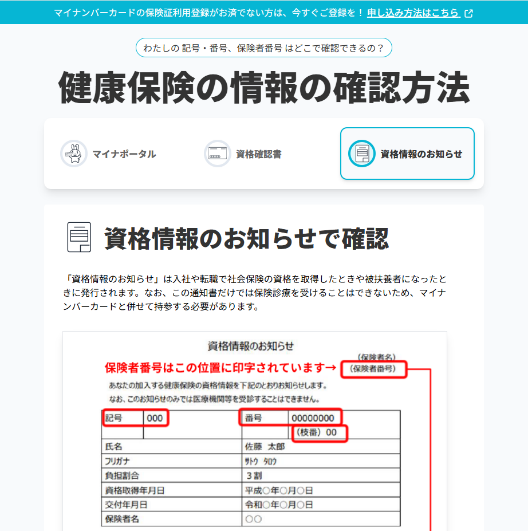 マイナンバーカードの保険証利用登録がお済でない方は、今すぐご登録を！ 申し込み方法はこちら
わたしの 記号・番号、保険者番号 はどこで確認できるの？
健康保険の情報の確認方法
マイナポータル
資格確認書
資格情報のお知らせ
資格情報のお知らせで確認
「資格情報のお知らせ」は入社や転職で社会保険の資格を取得したときや被扶養者になったと
きに発行されます。なお、この通知書だけでは保険診療を受けることはできないため、マイナ
ンバーカードと併せて持参する必要があります。
資格情報のお知らせ
（保険者名）
保険者番号はこの位置に印字されています→ （保険者番号）
あなたの加入する健康保険の資格情報を下記のとおりお知らせします。
なお、このお知らせのみでは医療機関等を受診することはできません。
記号 000 番号 00000000
（枝番）00
氏名 佐藤 太郎
フリガナ ｻﾄｳ ﾀﾛｳ
負担割合 ３割
資格取得年月日 平成○年○月○日
交付年月日 令和○年○月○日
保険者名 ○○